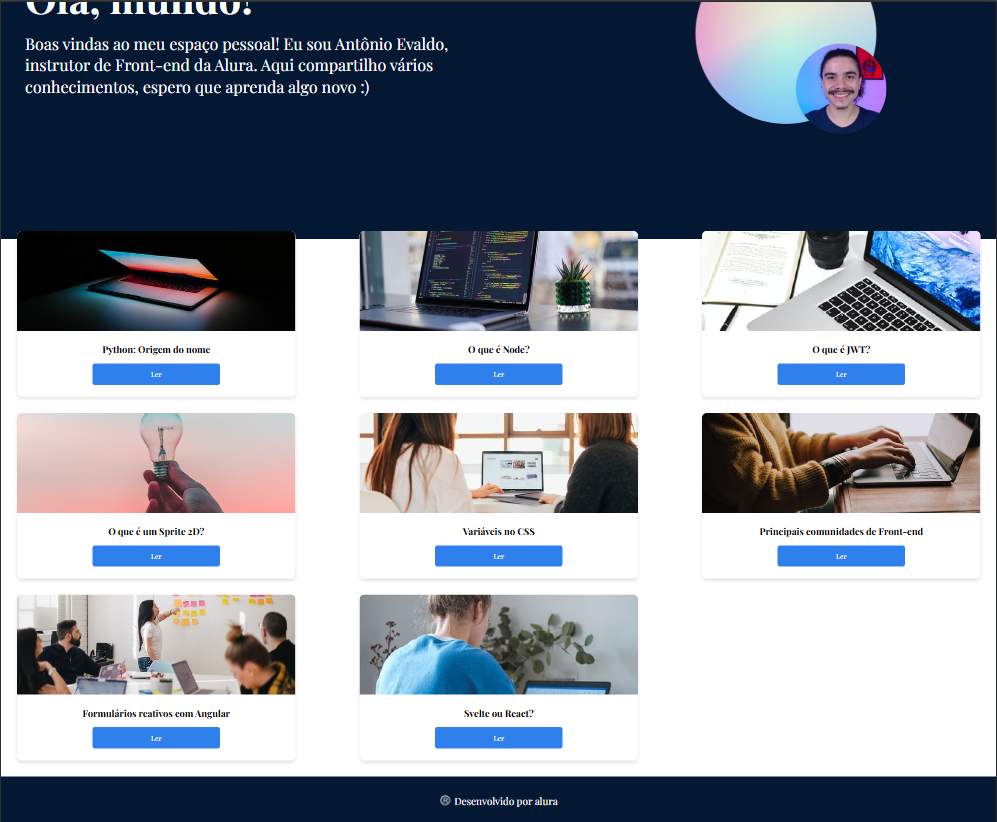 Olá, mundo!
Boas vindas ao meu espaço pessoal! Eu sou Antônio Evaldo,
instrutor de Front-end da Alura. Aqui compartilho vários
conhecimentos, espero que aprenda algo novo :)
Python: Origem do nome
Ler
O que é Node?
Ler
O que é JWT?
Ler
O que é um Sprite 2D?
Ler
Variáveis no CSS
Ler
Principais comunidades de Front-end
Ler
Formulários reativos com Angular
Ler
Svelte ou React?
Ler
® Desenvolvido por alura